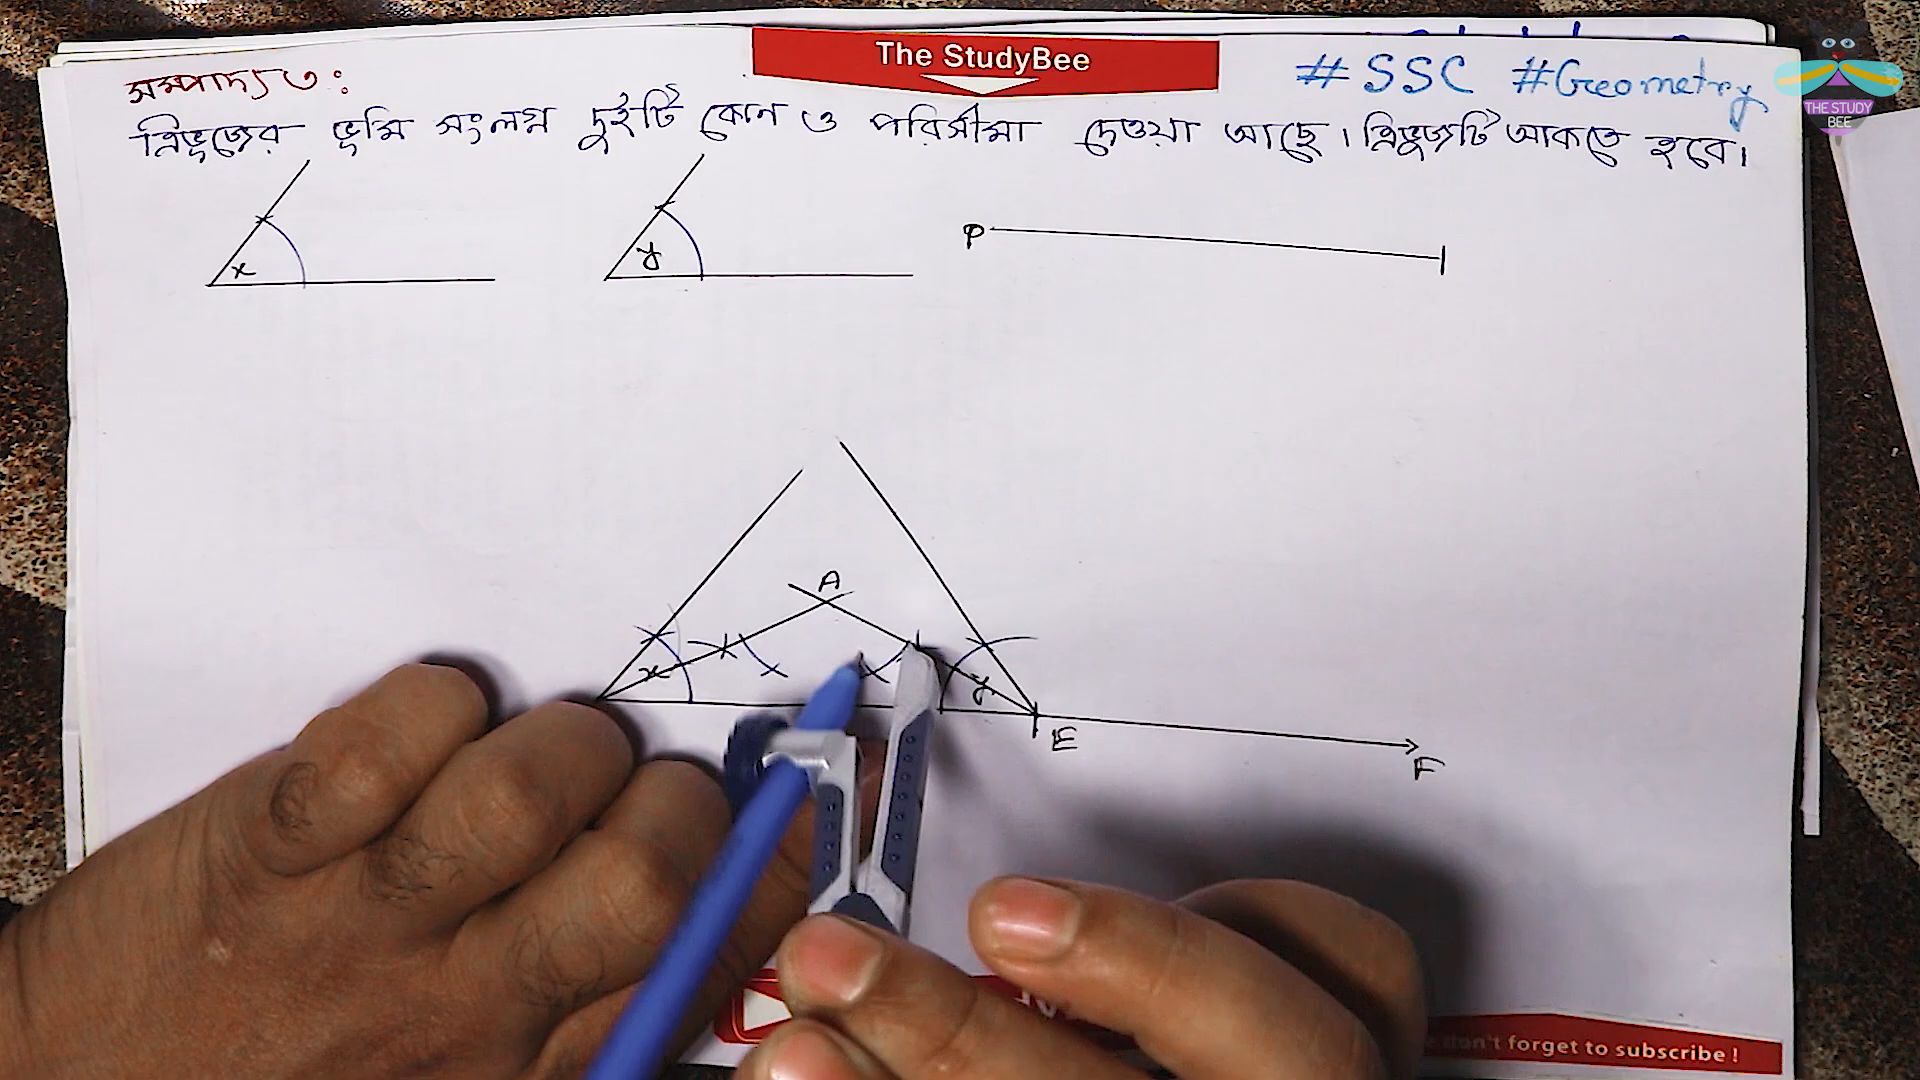 The StudyBee
#SSC #Geometry
THE STUDY
BEE
সম্পাদ্য ৩:
ত্রিভুজের ভূমি সংলগ্ন দুইটি কোন ও পরিসীমা দেওয়া আছে। ত্রিভুজটি আকতে হবে।
x
y
P
A
x
y
E
F
don't forget to subscribe !